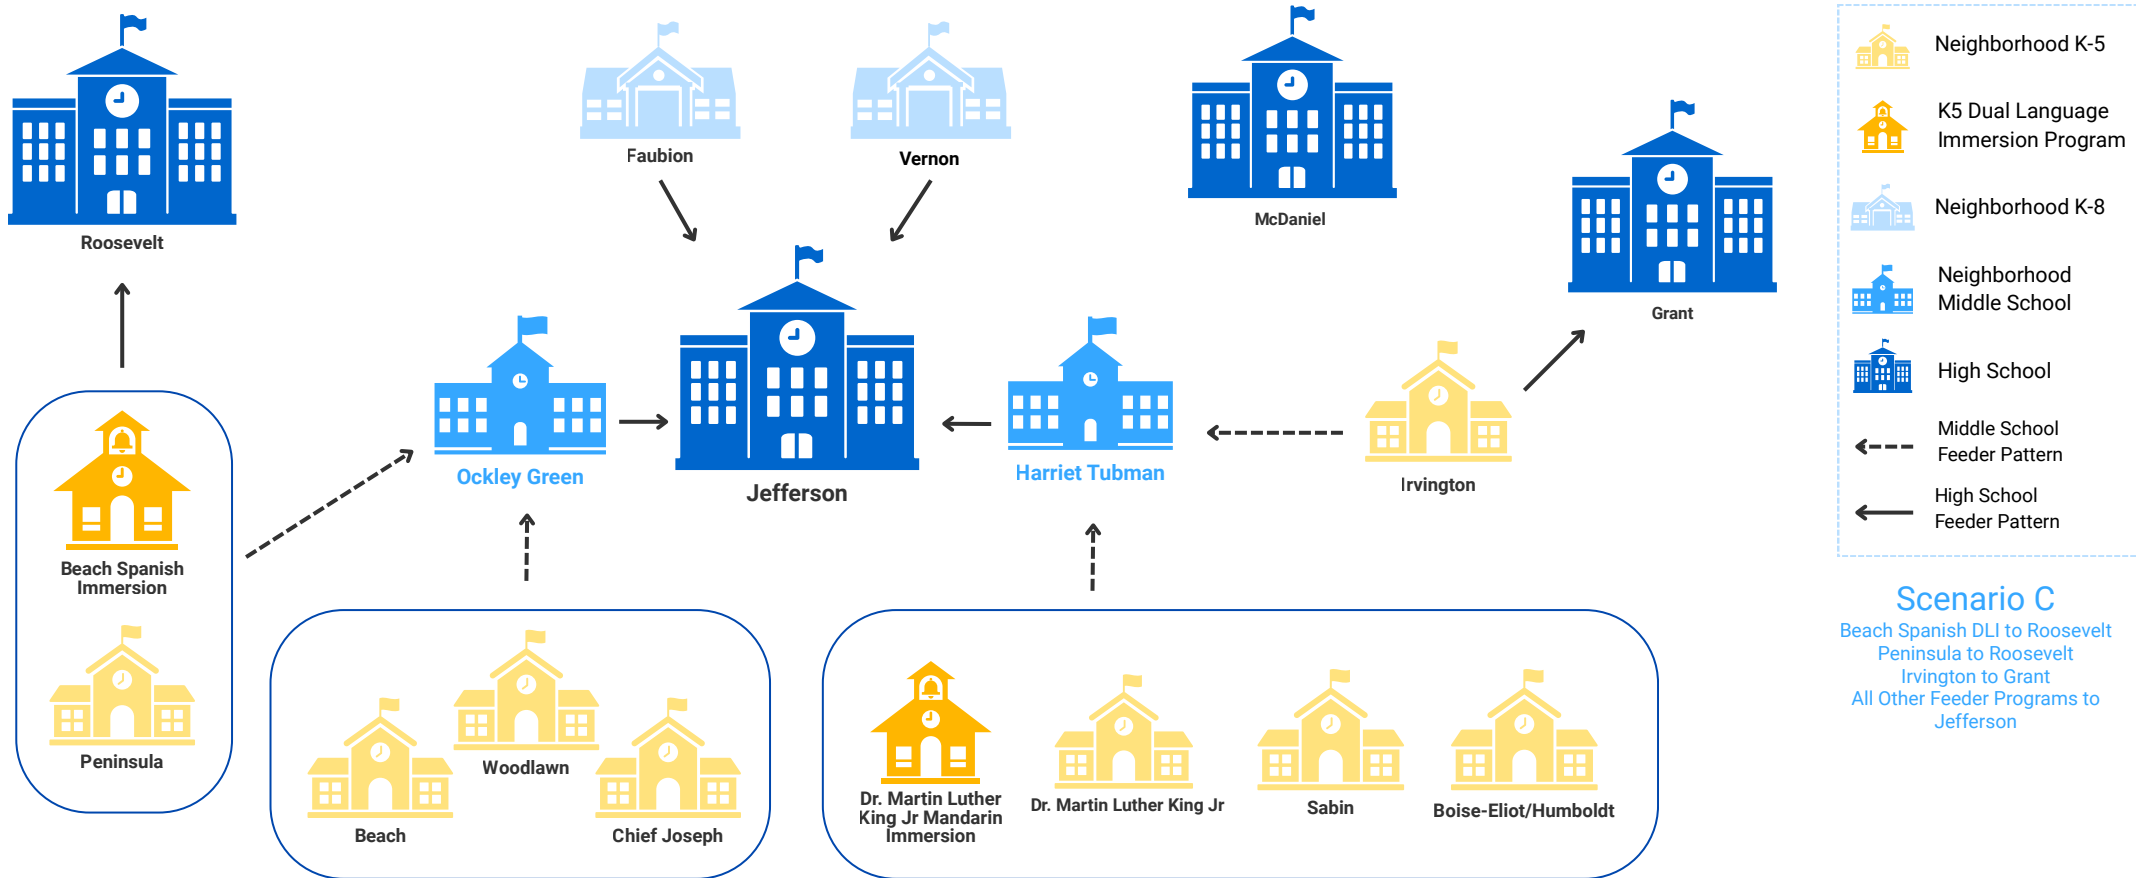 Roosevelt
Faubion
Vernon
McDaniel
Grant
Ockley Green
Jefferson
Harriet Tubman
Irvington
Beach Spanish
Immersion
Peninsula
Beach
Woodlawn
Chief Joseph
Dr. Martin Luther
King Jr Mandarin
Immersion
Dr. Martin Luther King Jr
Sabin
Boise-Eliot/Humboldt
Neighborhood K-5
K5 Dual Language
Immersion Program
Neighborhood K-8
Neighborhood
Middle School
High School
Middle School
Feeder Pattern
High School
Feeder Pattern
Scenario C
Beach Spanish DLI to Roosevelt
Peninsula to Roosevelt
Irvington to Grant
All Other Feeder Programs to
Jefferson